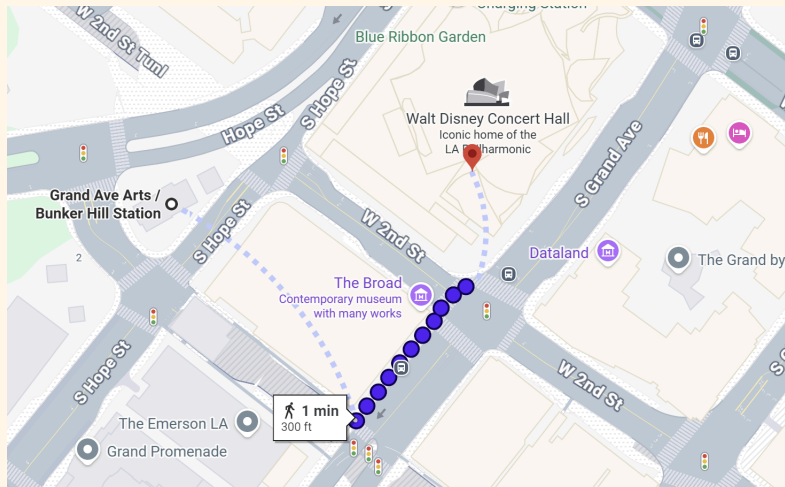 Charging Station
W 2nd St Tunl
Blue Ribbon Garden
S Hope St
Hope St
Walt Disney Concert Hall
Iconic home of the
LA Philharmonic
S Grand Ave
Grand Ave Arts /
Bunker Hill Station
S Hope St
W 2nd St
2
Dataland
The Grand by
The Broad
Contemporary museum
with many works
S Hope St
W 2nd St
1 min
300 ft
The Emerson LA
Grand Promenade